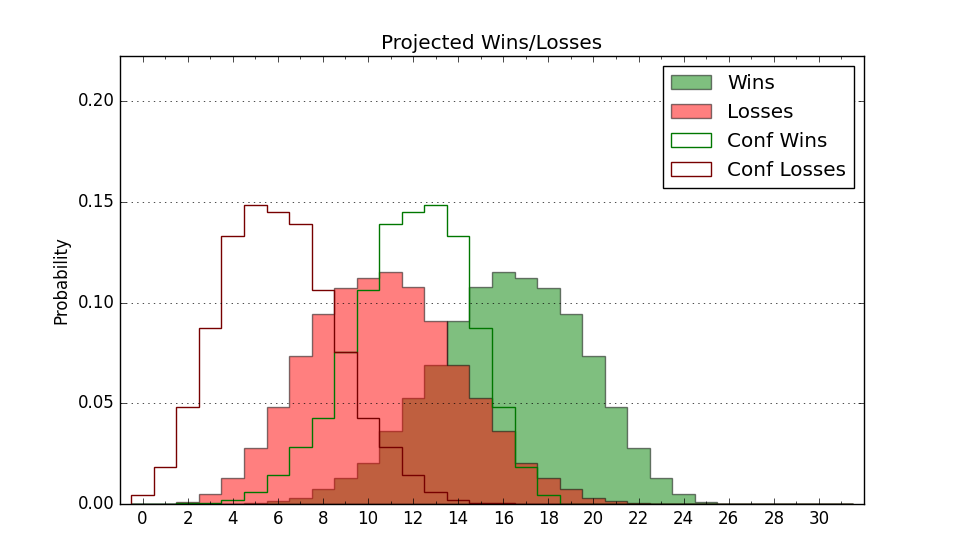 Projected Wins/Losses
Wins
Losses
Conf Wins
Conf Losses
Probability
0.20
0.15
0.10
0.05
0.00
0 2 4 6 8 10 12 14 16 18 20 22 24 26 28 30